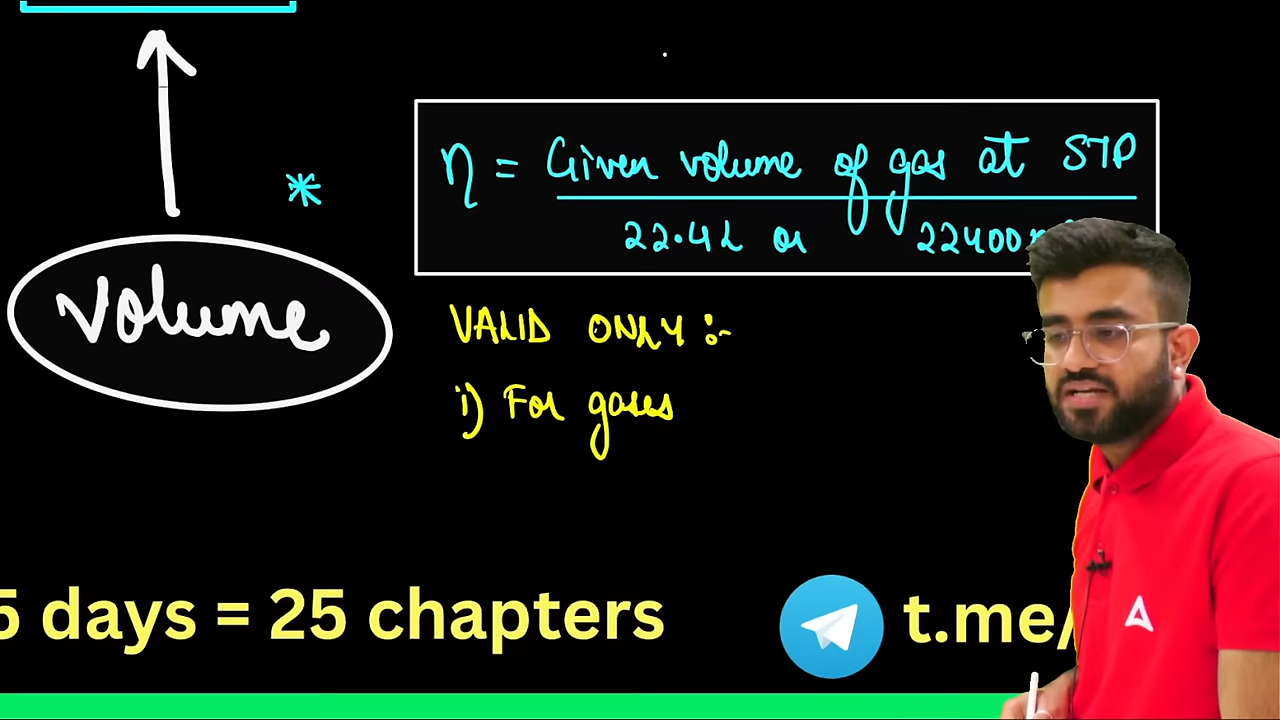 η = Given volume of gas at STP
22.4L or 22400
*
Volume
VALID ONLY :-
i) For gases
5 days = 25 chapters
t.me/